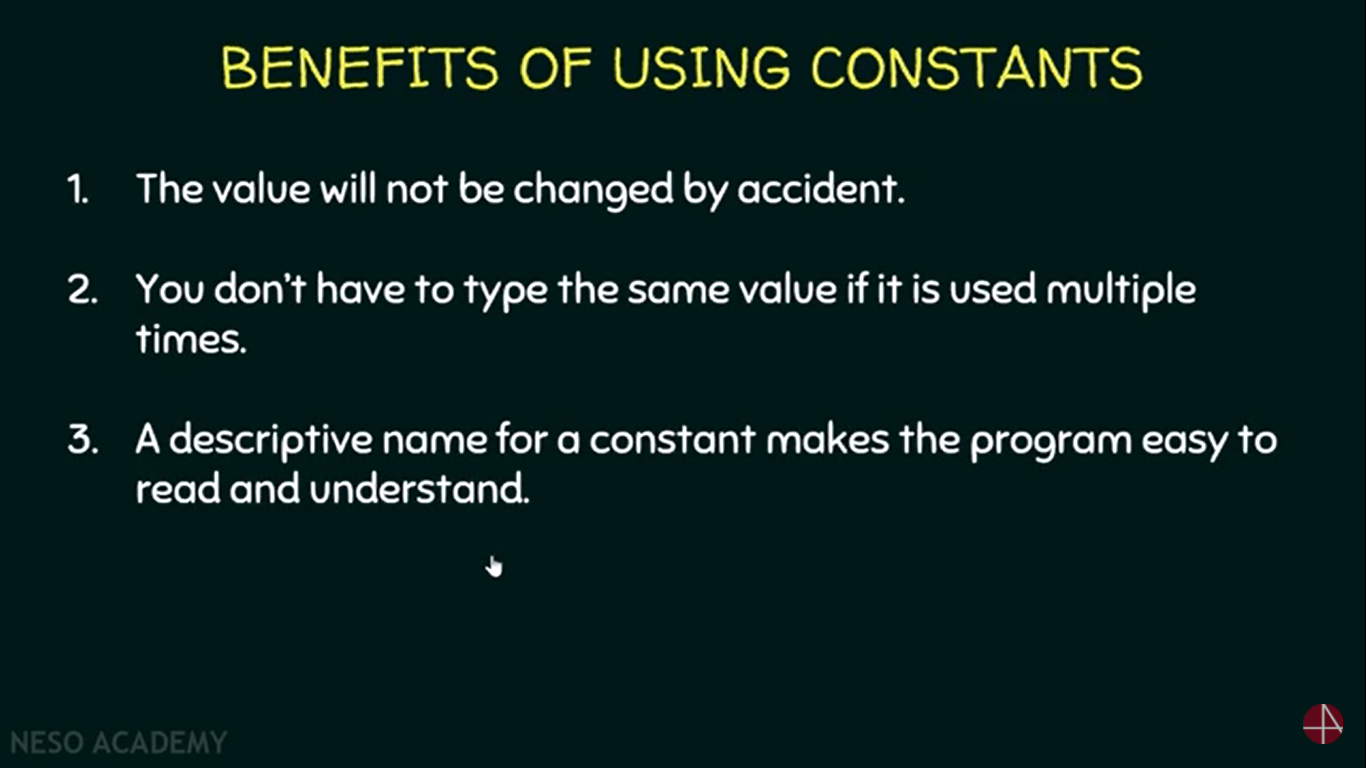 BENEFITS OF USING CONSTANTS
1. The value will not be changed by accident.
2. You don't have to type the same value if it is used multiple
times.
3. A descriptive name for a constant makes the program easy to
read and understand.
NESO ACADEMY